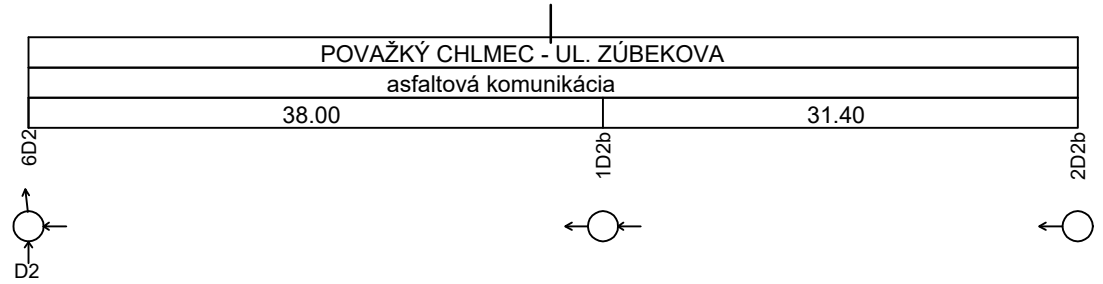 POVAŽKÝ CHLMEC - UL. ZÚBEKOVA
asfaltová komunikácia
38.00 31.40
6D2 1D2b 2D2b
D2